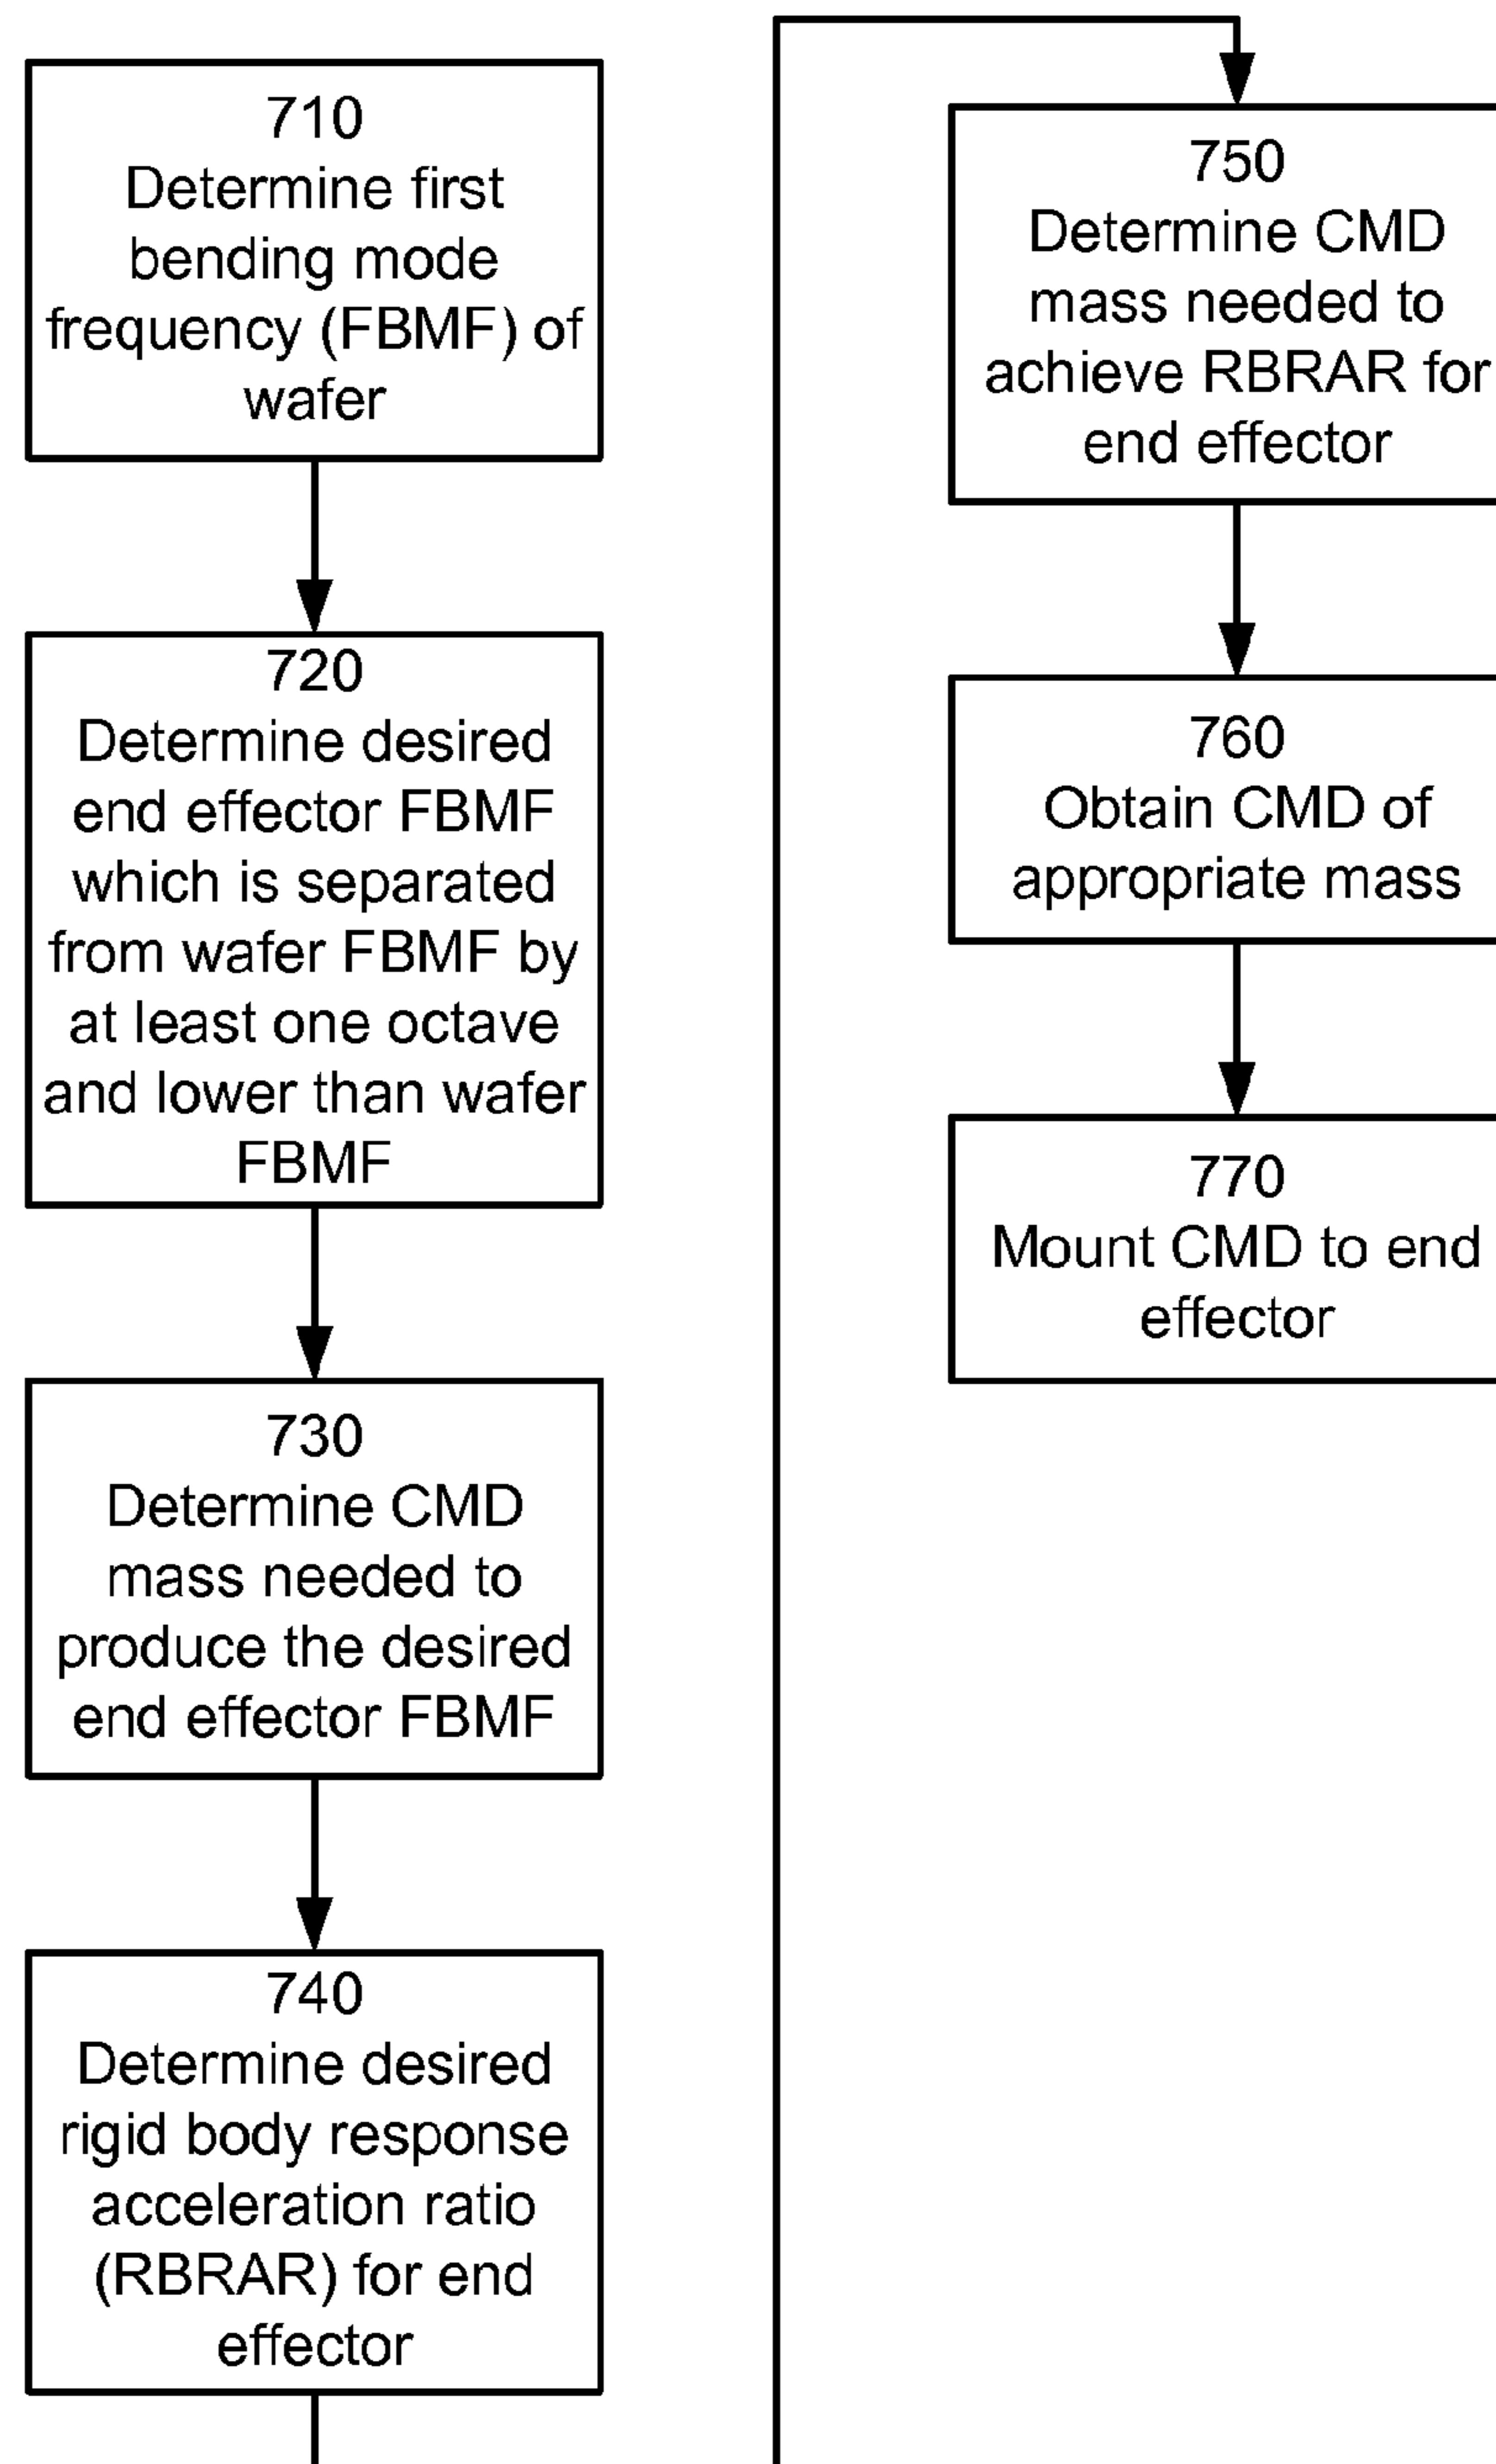 710
Determine first
bending mode
frequency (FBMF) of
wafer
720
Determine desired
end effector FBMF
which is separated
from wafer FBMF by
at least one octave
and lower than wafer
FBMF
730
Determine CMD
mass needed to
produce the desired
end effector FBMF
740
Determine desired
rigid body response
acceleration ratio
(RBRAR) for end
effector
750
Determine CMD
mass needed to
achieve RBRAR for
end effector
760
Obtain CMD of
appropriate mass
770
Mount CMD to end
effector